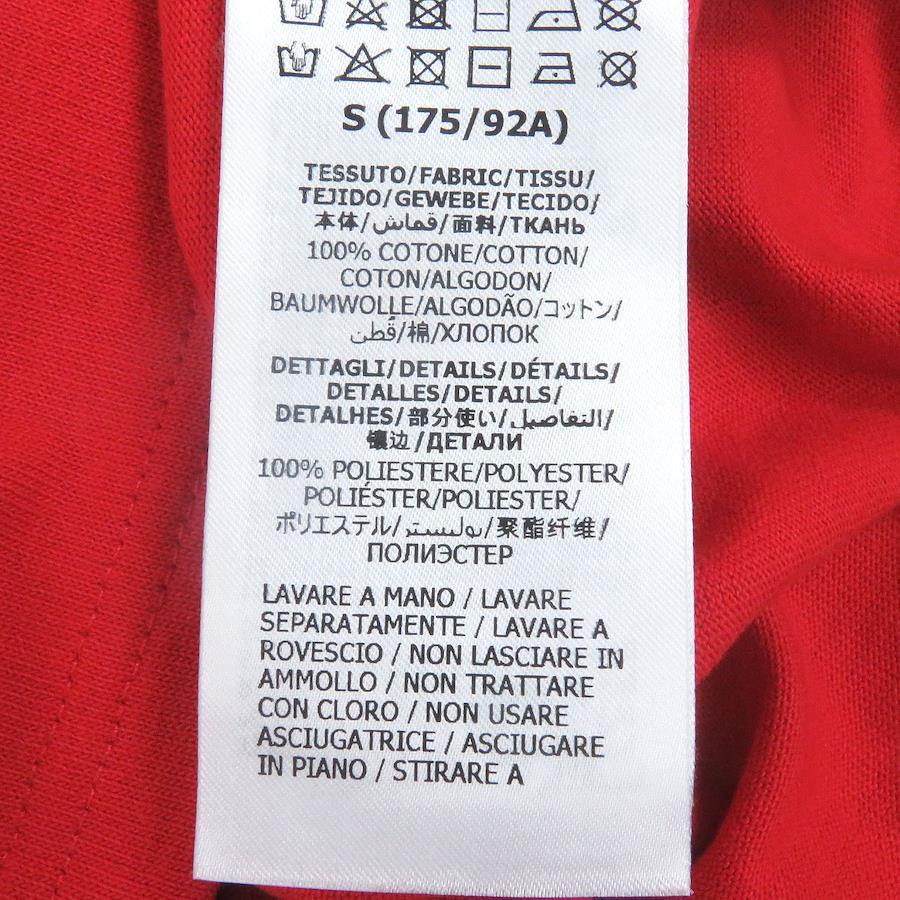 S (175/92A)
TESSUTO/FABRIC/TISSU/
TEJIDO/GEWEBE/TECIDO/
本体/قماش/面料/ТКАНЬ
100% COTONE/COTTON/
COTON/ALGODON/
BAUMWOLLE/ALGODÃO/コットン/
قُطن/棉/ХЛОПОК
DETTAGLI/DETAILS/DÉTAILS/
DETALLES/DETAILS/
DETALHES/部分使い/التفاصيل/
镶边/ДЕТАЛИ
100% POLIESTERE/POLYESTER/
POLIÉSTER/POLIESTER/
ポリエステル/بوليستر/聚酯纤维/
ПОЛИЭСТЕР
LAVARE A MANO / LAVARE
SEPARATAMENTE / LAVARE A
ROVESCIO / NON LASCIARE IN
AMMOLLO / NON TRATTARE
CON CLORO / NON USARE
ASCIUGATRICE / ASCIUGARE
IN PIANO / STIRARE A